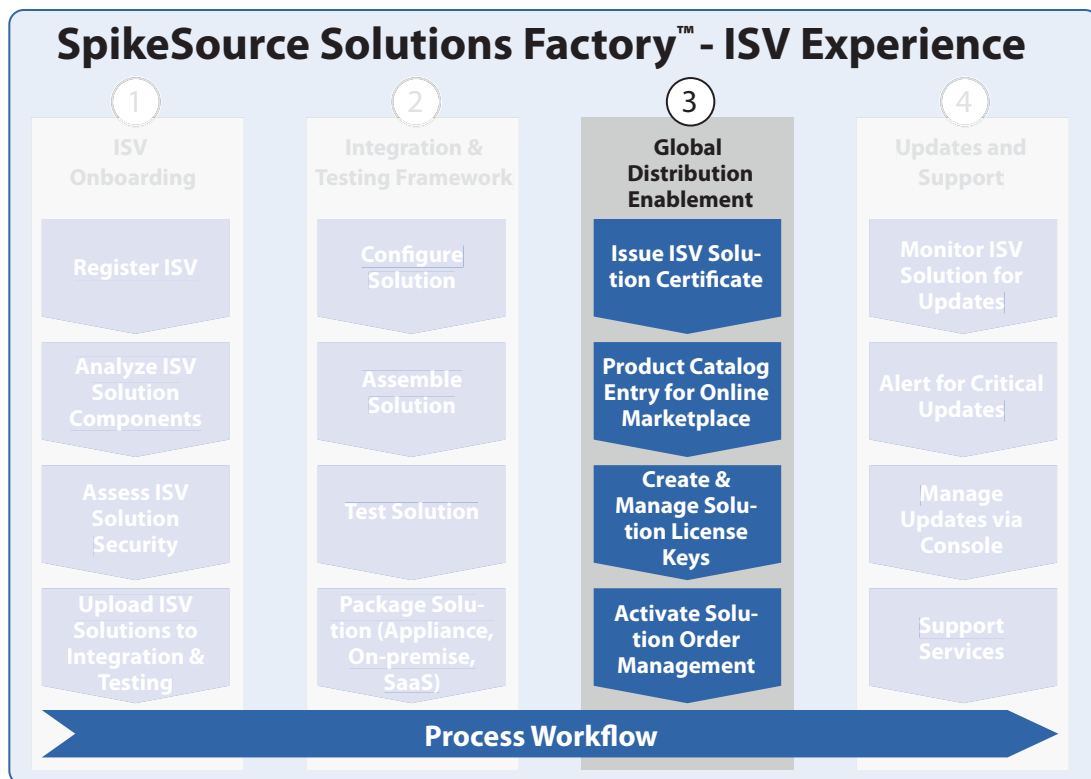 SpikeSource Solutions Factory™ - ISV Experience
1
ISV
Onboarding
Register ISV
Analyze ISV
Solution
Components
Assess ISV
Solution
Security
Upload ISV
Solutions to
Integration &
Testing
2
Integration &
Testing Framework
Configure
Solution
Assemble
Solution
Test Solution
Package Solu-
tion (Appliance,
On-premise,
SaaS)
3
Global
Distribution
Enablement
Issue ISV Solu-
tion Certificate
Product Catalog
Entry for Online
Marketplace
Create &
Manage Solu-
tion License
Keys
Activate Solu-
tion Order
Management
4
Updates and
Support
Monitor ISV
Solution for
Updates
Alert for Critical
Updates
Manage
Updates via
Console
Support
Services
Process Workflow